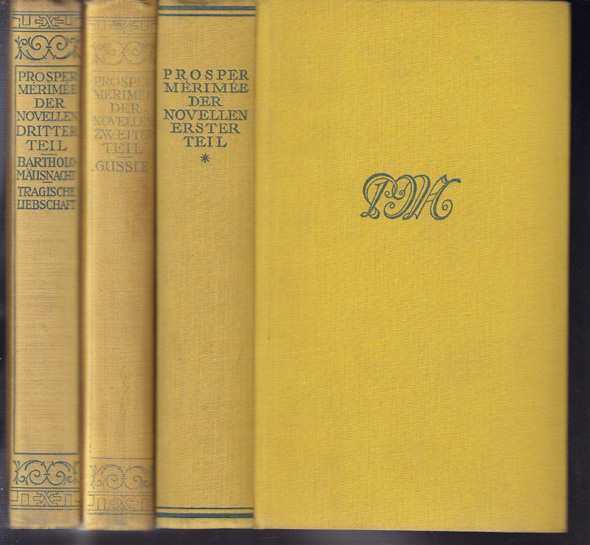 PROSPER
MÉRIMÉE
DER
NOVELLEN
DRITTER
TEIL
BARTHOLO-
MÄUSNACHT
TRAGISCHE
LIEBSCHAFT
PROSPER
MÉRIMÉE
DER
NOVELLEN
ZWEITER
TEIL
PROSPER
MÉRIMÉE
DER
NOVELLEN
ERSTER
TEIL
*
PM